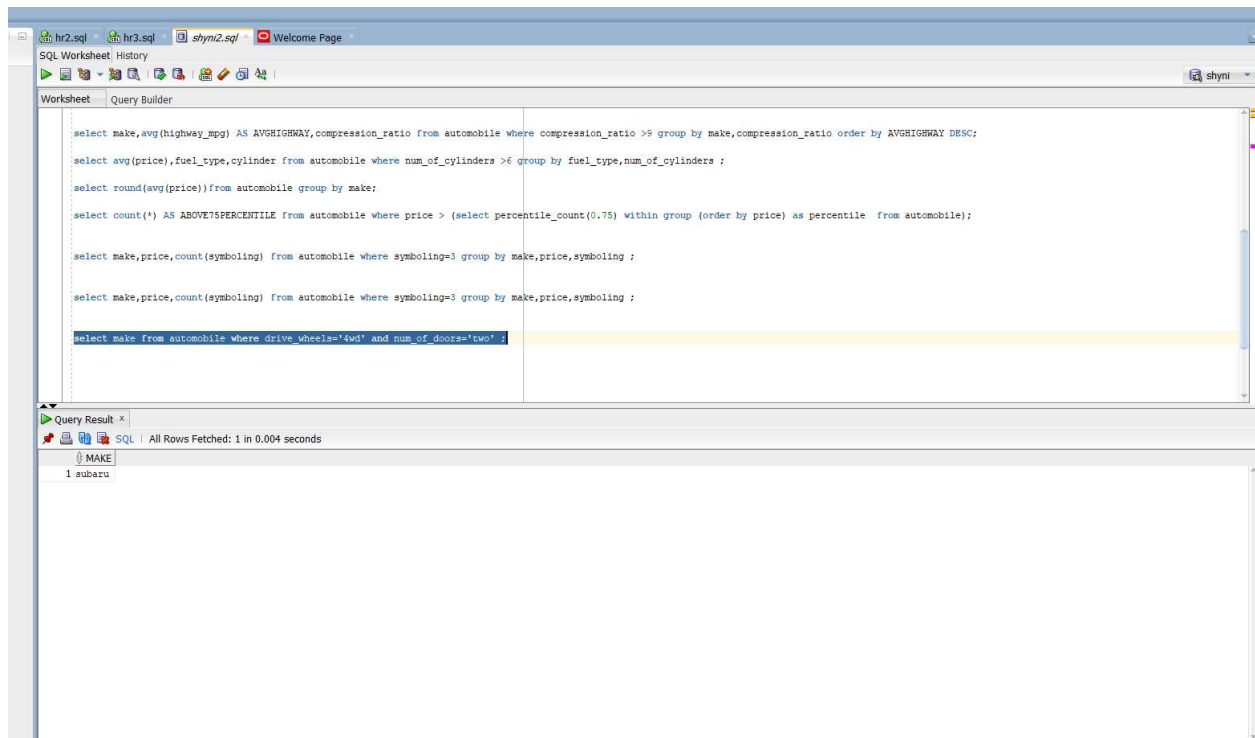 hr2.sql hr3.sql shyni2.sql Welcome Page
SQL Worksheet History
shyni
Worksheet Query Builder
select make,avg(highway_mpg) AS AVGHIGHWAY,compression_ratio from automobile where compression_ratio >9 group by make,compression_ratio order by AVGHIGHWAY DESC;
select avg(price),fuel_type,cylinder from automobile where num_of_cylinders >6 group by fuel_type,num_of_cylinders ;
select round(avg(price))from automobile group by make;
select count(*) AS ABOVE75PERCENTILE from automobile where price > (select percentile_count(0.75) within group (order by price) as percentile  from automobile);
select make,price,count(symboling) from automobile where symboling=3 group by make,price,symboling ;
select make,price,count(symboling) from automobile where symboling=3 group by make,price,symboling ;
select make from automobile where drive_wheels='4wd' and num_of_doors='two' ;
Query Result
SQL | All Rows Fetched: 1 in 0.004 seconds
MAKE
1 subaru